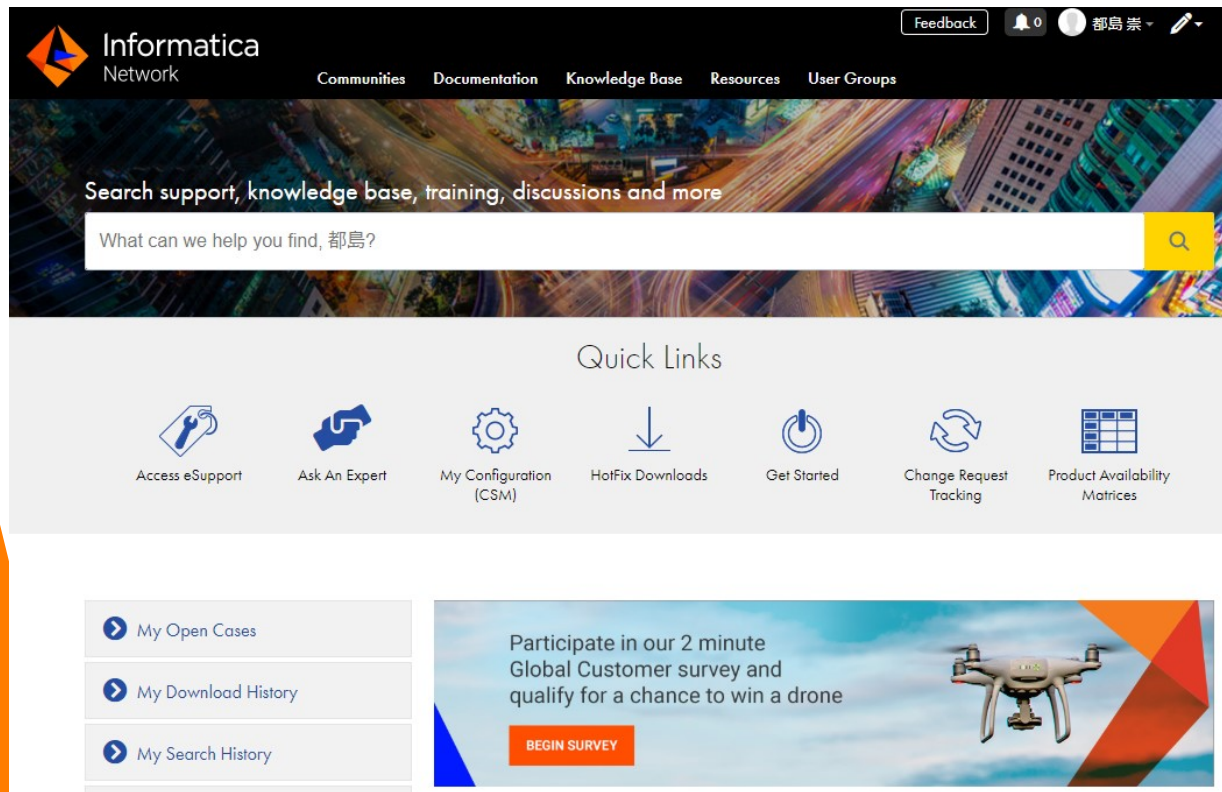 Feedback
0
都島 崇
Informatica
Network
Communities
Documentation
Knowledge Base
Resources
User Groups
Search support, knowledge base, training, discussions and more
What can we help you find, 都島?
Quick Links
Access eSupport
Ask An Expert
My Configuration
(CSM)
HotFix Downloads
Get Started
Change Request
Tracking
Product Availability
Matrices
My Open Cases
My Download History
My Search History
Participate in our 2 minute
Global Customer survey and
qualify for a chance to win a drone
BEGIN SURVEY